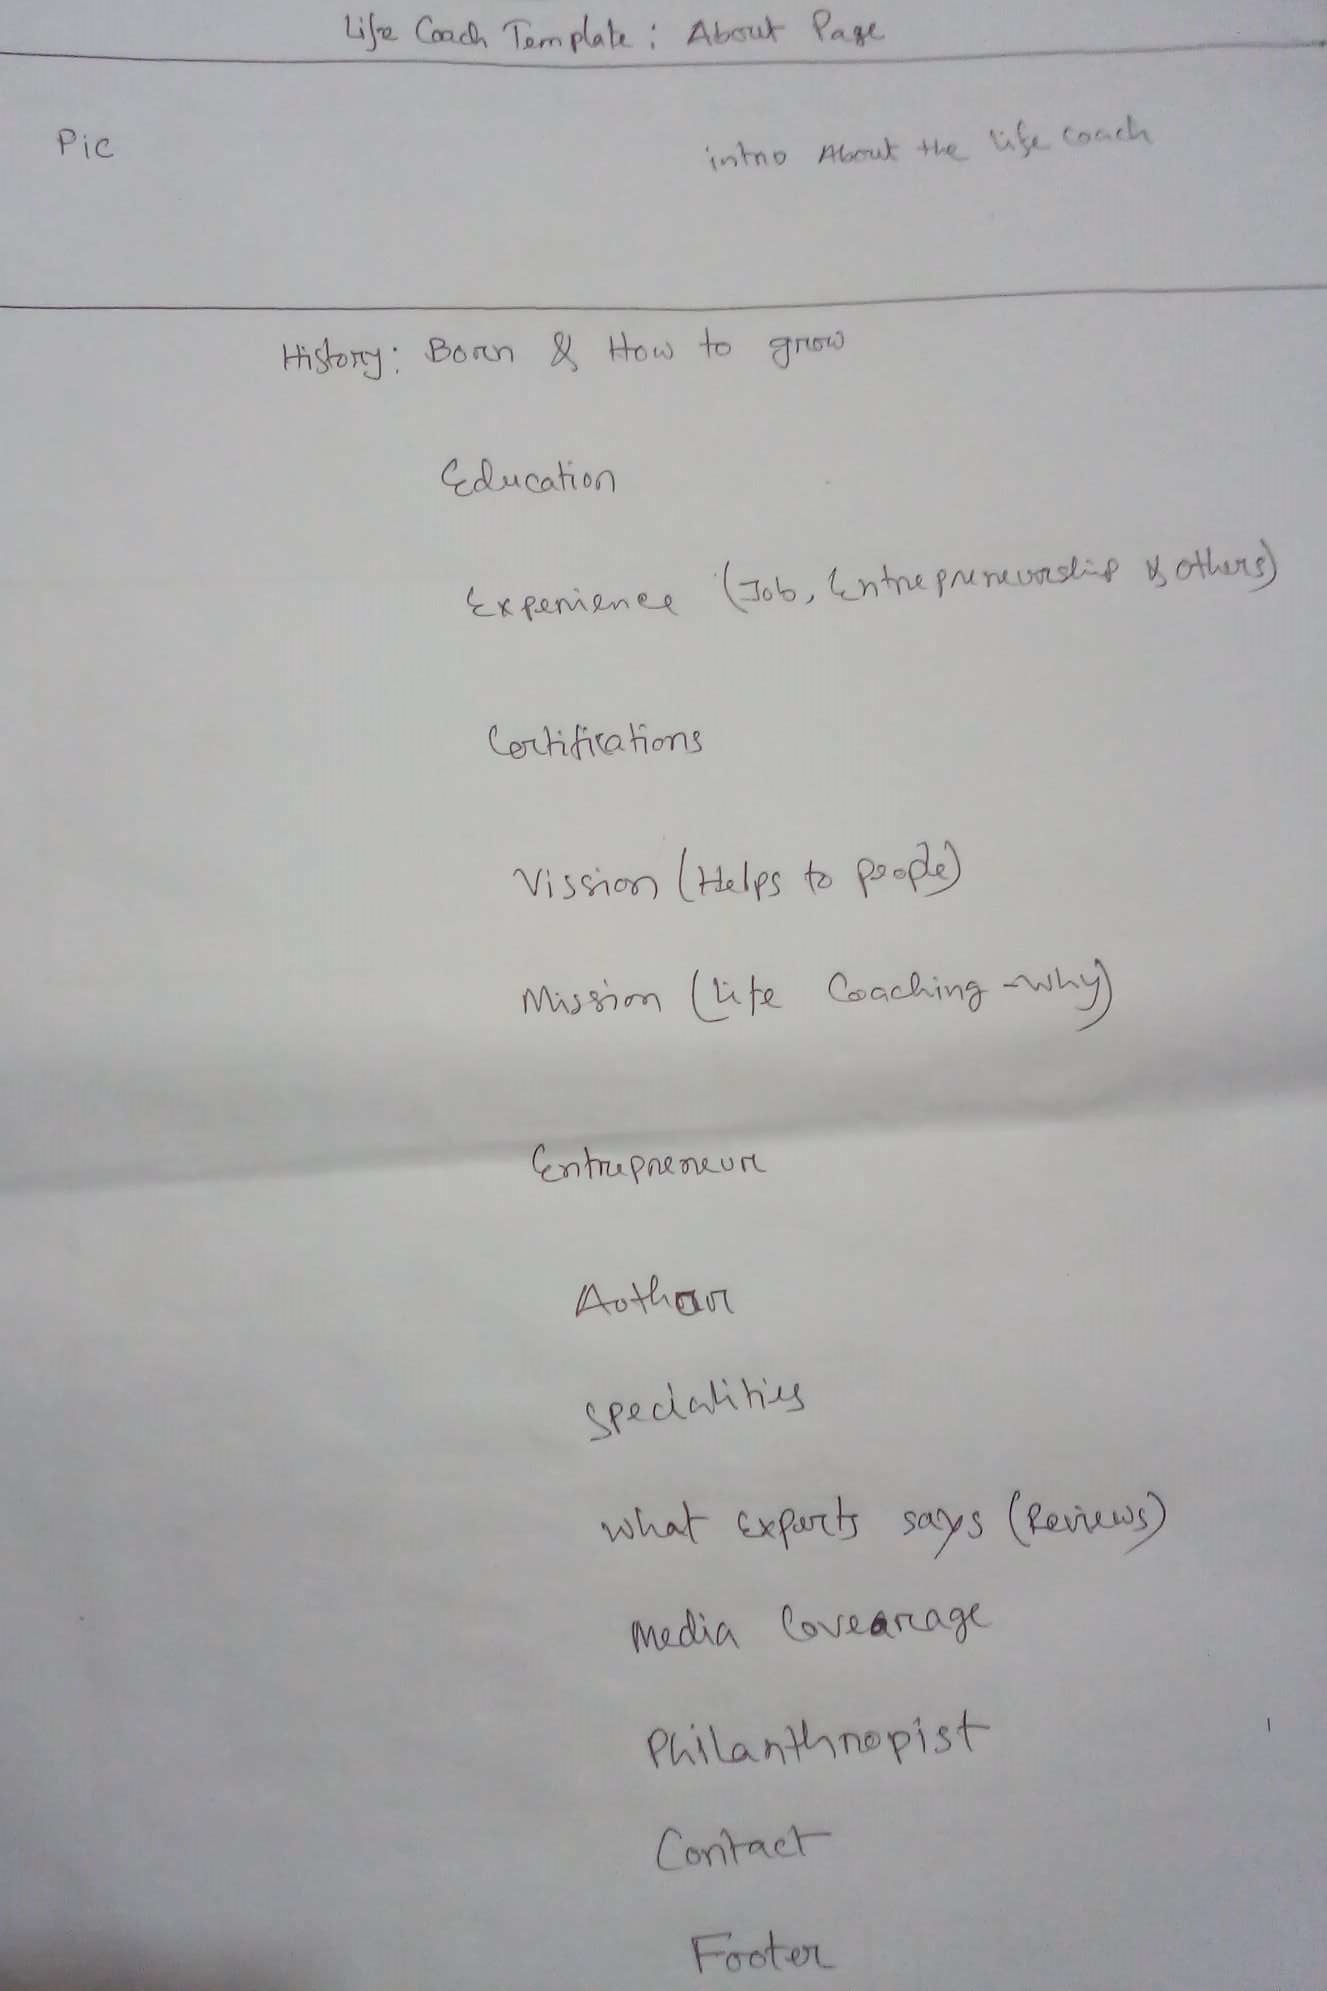 Life Coach Template: About Page
Pic
intro About the life coach
History: Born & How to grow
Education
Experience (Job, Entrepreneurship & others)
Certifications
Vission (Helps to people)
Mission (Life Coaching - Why)
Entrepreneur
Author
Specialities
What Experts says (Reviews)
Media Covearage
Philanthropist
Contact
Footer